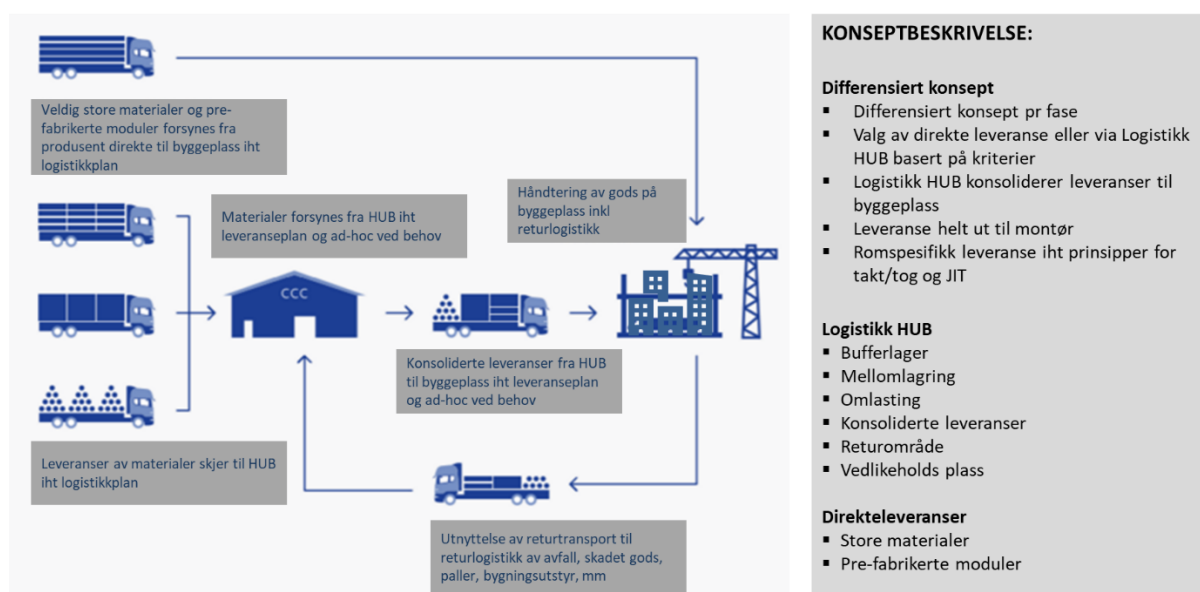 Veldig store materialer og pre-
fabrikerte moduler forsynes fra
produsent direkte til byggeplass iht
logistikkplan
Materialer forsynes fra HUB iht
leveranseplan og ad-hoc ved behov
Håndtering av gods på
byggeplass inkl
returlogistikk
CCC
Konsoliderte leveranser fra HUB
til byggeplass iht leveranseplan
og ad-hoc ved behov
Leveranser av materialer skjer til HUB
iht logistikkplan
Utnyttelse av returtransport til
returlogistikk av avfall, skadet gods,
paller, bygningsutstyr, mm
KONSEPTBESKRIVELSE:
Differensiert konsept
▪ Differensiert konsept pr fase
▪ Valg av direkte leveranse eller via Logistikk
HUB basert på kriterier
▪ Logistikk HUB konsoliderer leveranser til
byggeplass
▪ Leveranse helt ut til montør
▪ Romspesifikk leveranse iht prinsipper for
takt/tog og JIT
Logistikk HUB
▪ Bufferlager
▪ Mellomlagring
▪ Omlasting
▪ Konsoliderte leveranser
▪ Returområde
▪ Vedlikeholds plass
Direkteleveranser
▪ Store materialer
▪ Pre-fabrikerte moduler